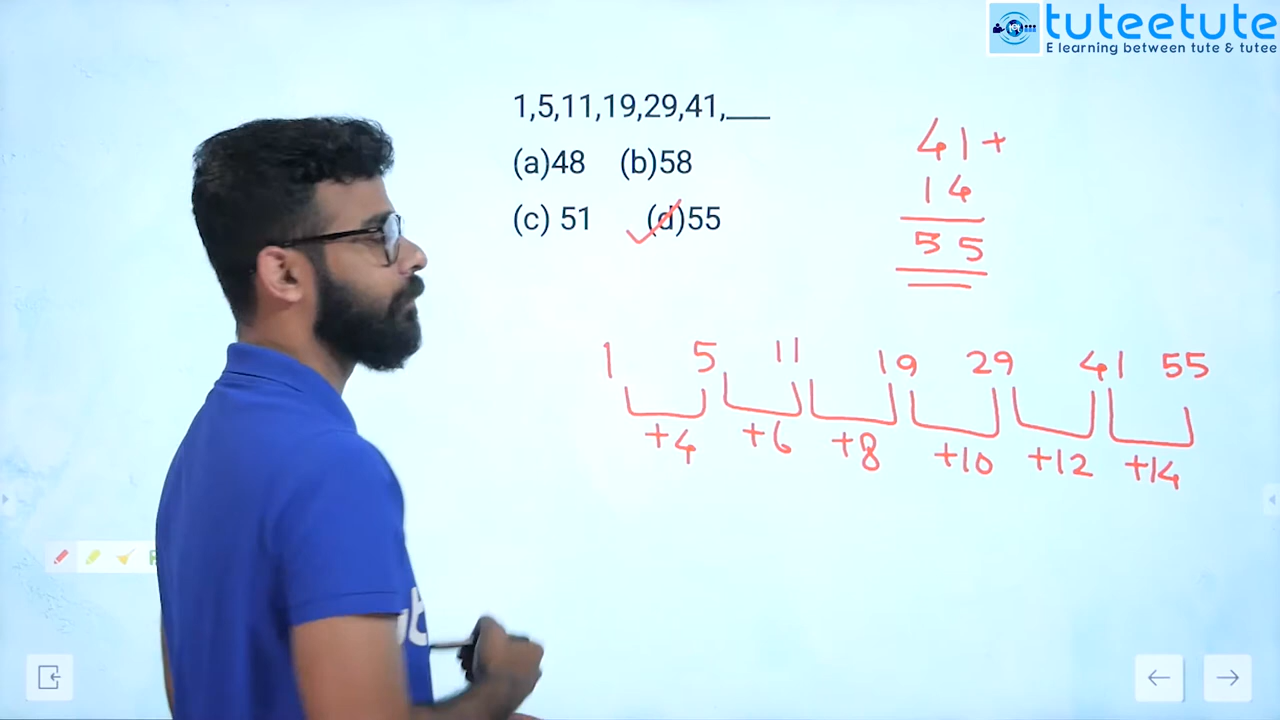 tuteetute
E learning between tute & tutee
1,5,11,19,29,41,___
(a)48 (b)58
(c) 51 (d)55
41+
14
55
1 5 11 19 29 41 55
+4 +6 +8 +10 +12 +14